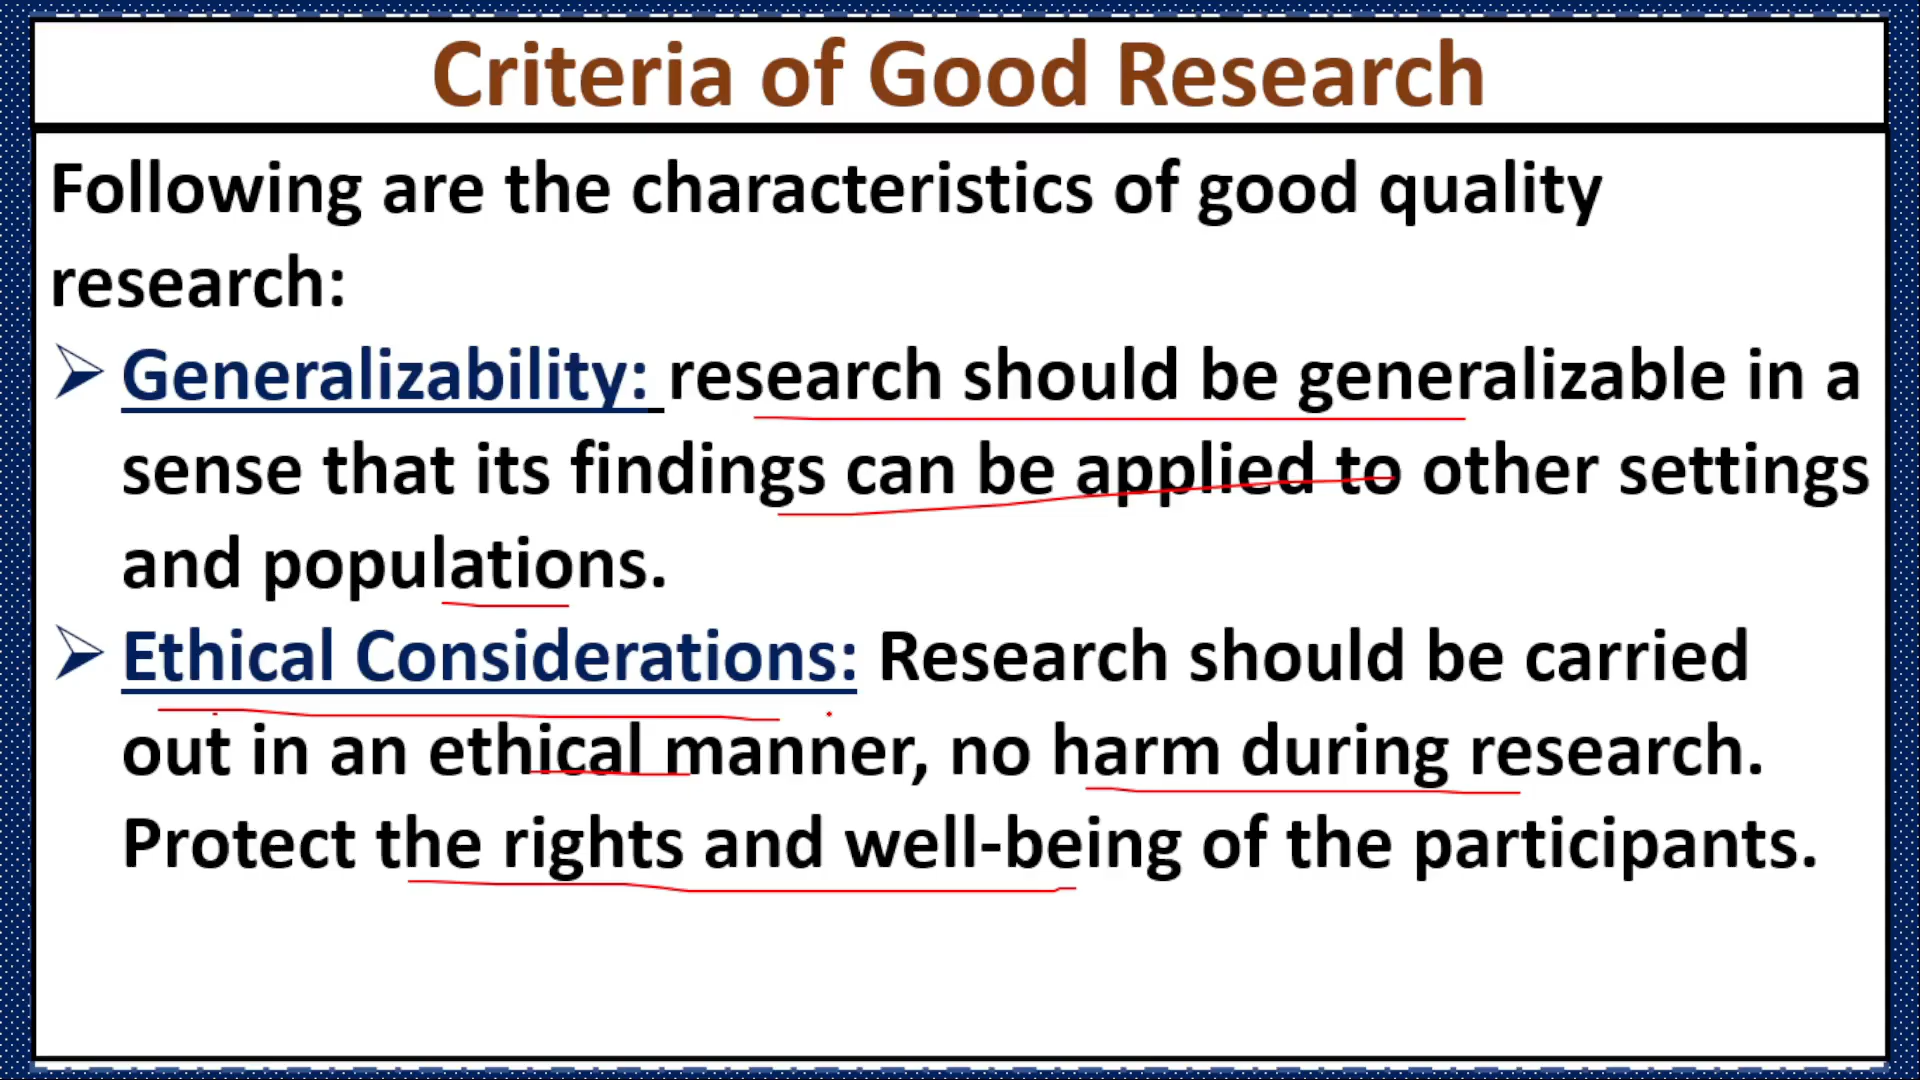 Criteria of Good Research
Following are the characteristics of good quality
research:
Generalizability: research should be generalizable in a
sense that its findings can be applied to other settings
and populations.
Ethical Considerations: Research should be carried
out in an ethical manner, no harm during research.
Protect the rights and well-being of the participants.